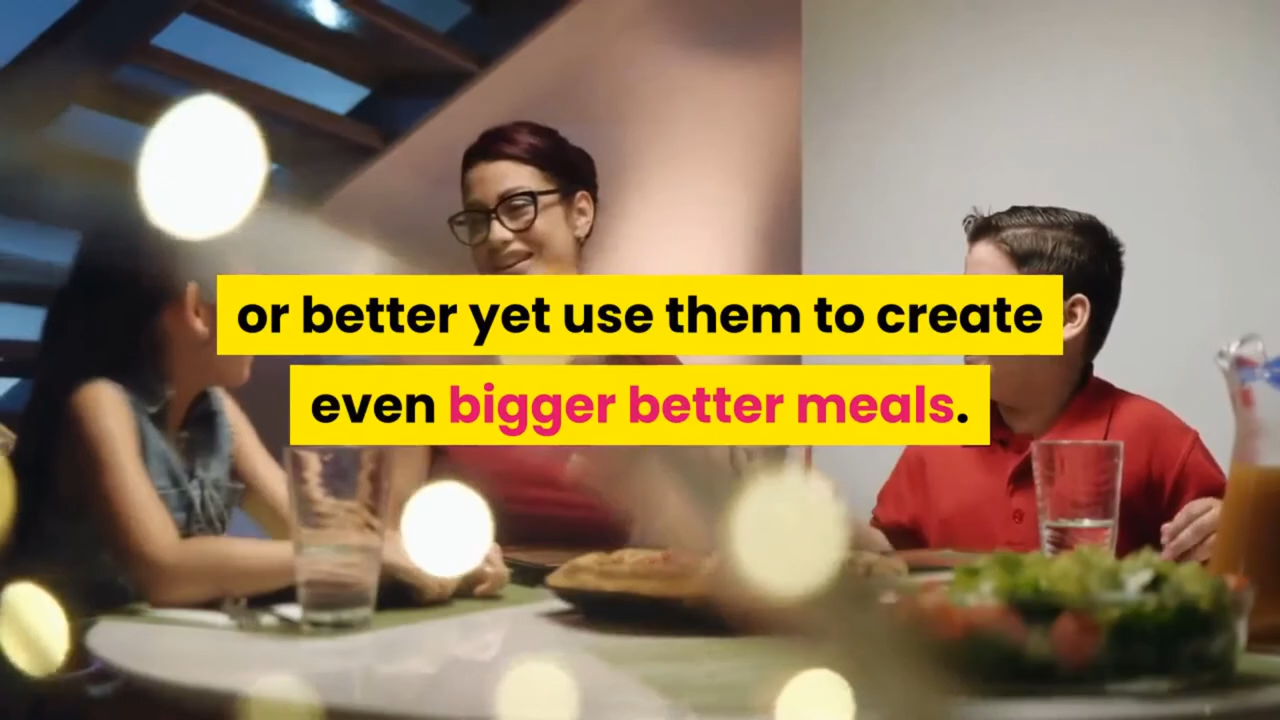 or better yet use them to create
even bigger better meals.